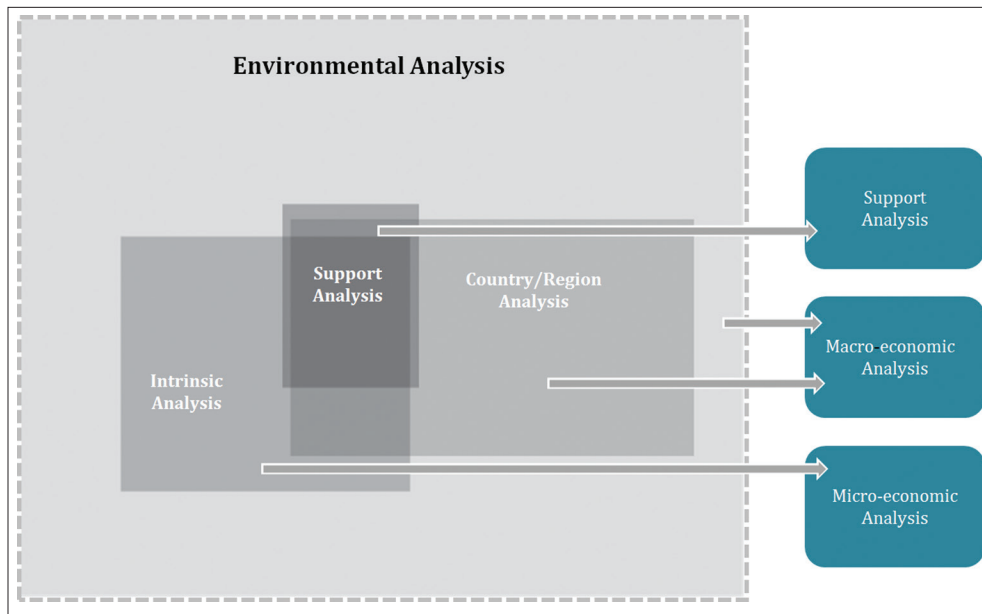 Environmental Analysis
Support
Analysis
Country/Region
Analysis
Intrinsic
Analysis
Support
Analysis
Macro-economic
Analysis
Micro-economic
Analysis